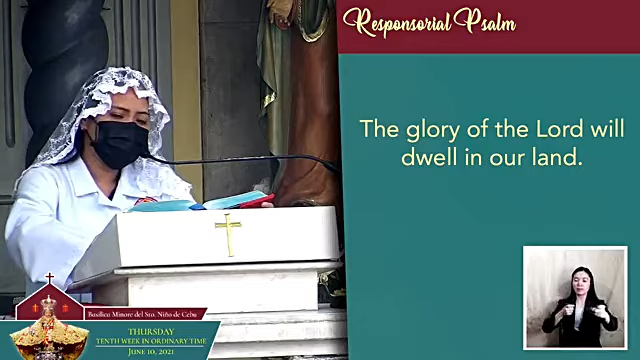 Responsorial Psalm
The glory of the Lord will
dwell in our land.
Basilica Minore del Sto. Niño de Cebu
THURSDAY
TENTH WEEK IN ORDINARY TIME
JUNE 10, 2021